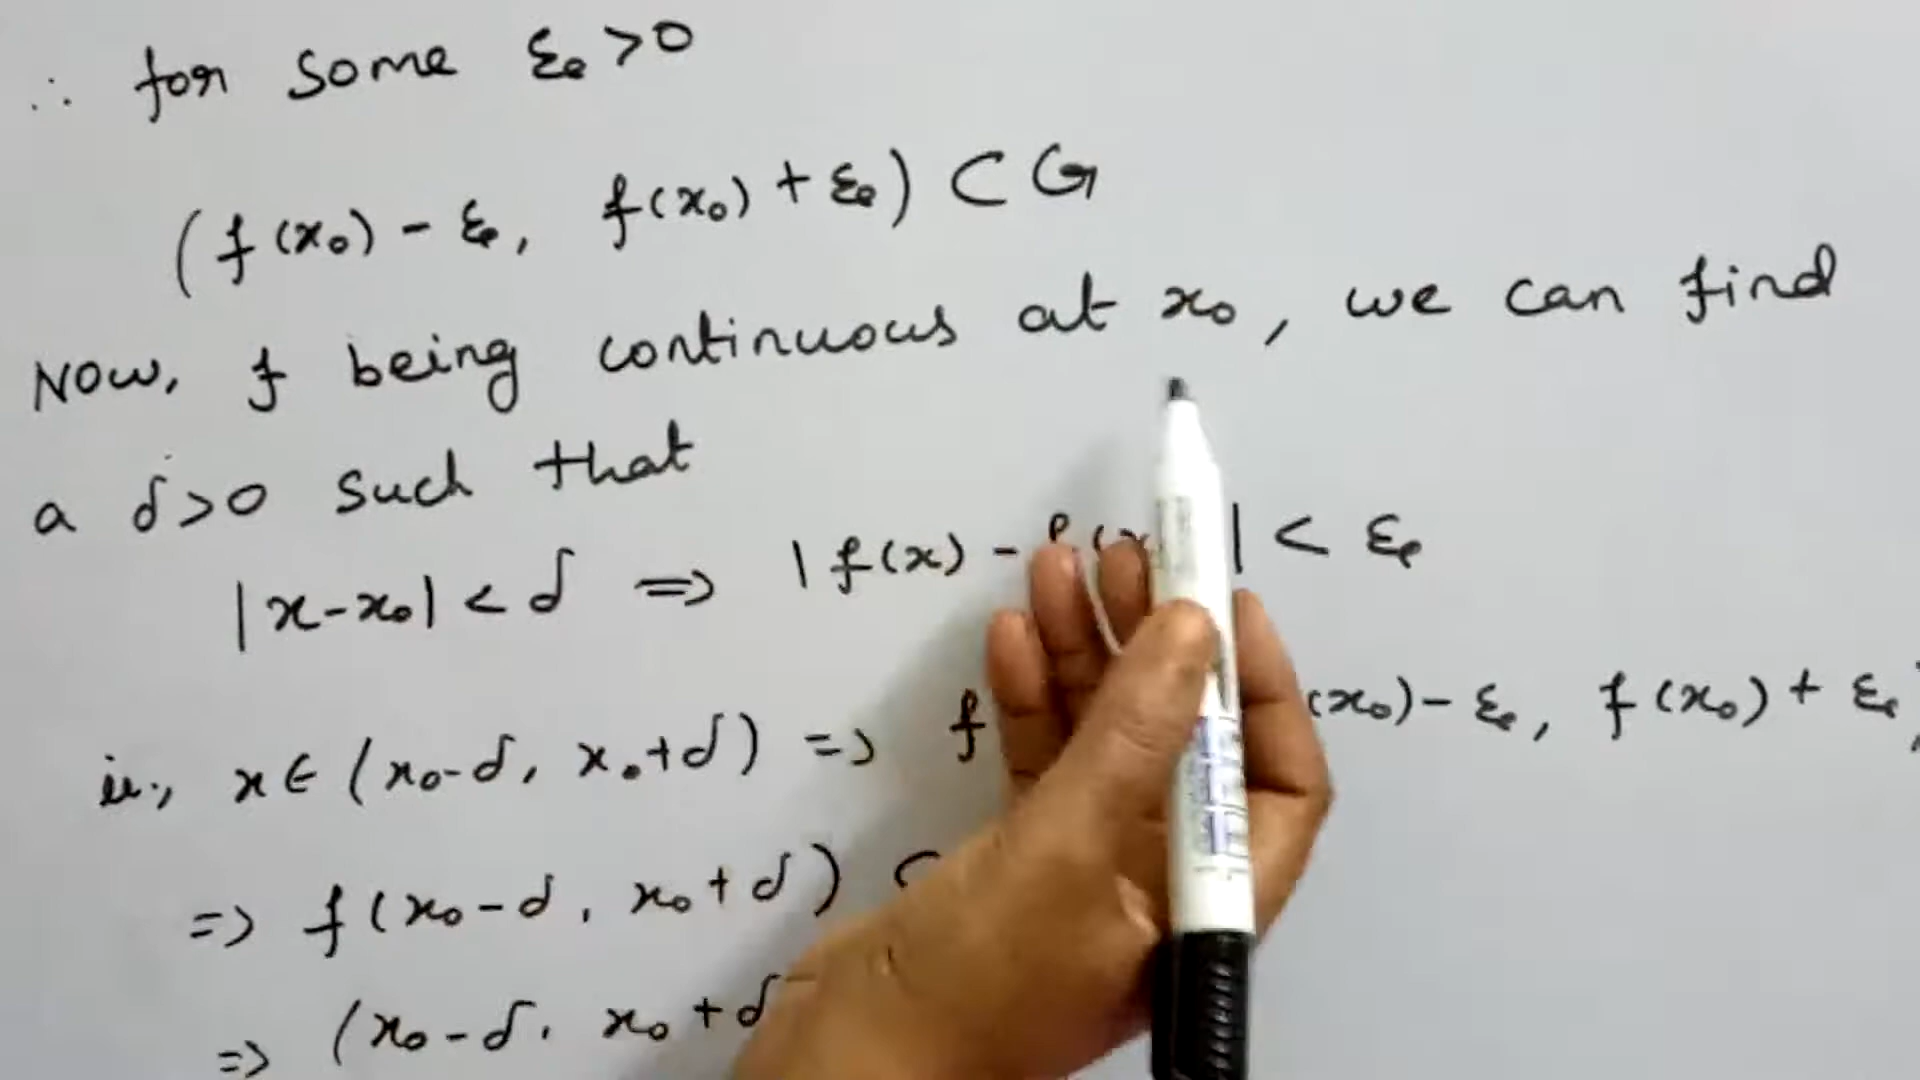 ∴ for some ε₀>0
(f(x₀) - ε₀, f(x₀) + ε₀) ⊂ G
Now, f being continuous at x₀, we can find
a δ>0 such that
|x-x₀| < δ => |f(x) - | < ε₀
ie., x ∈ (x₀-δ, x₀+δ) => f (x₀) - ε₀, f(x₀) + ε₀)
=> f(x₀-δ, x₀+δ) ⊂
=> (x₀-δ, x₀+δ